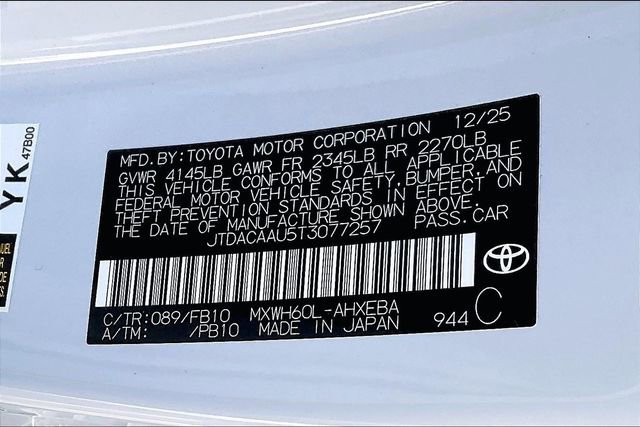 MFD. BY: TOYOTA MOTOR CORPORATION 12/25
GVWR 4145LB GAWR FR 2345LB RR 2270LB
THIS VEHICLE CONFORMS TO ALL APPLICABLE
FEDERAL MOTOR VEHICLE SAFETY, BUMPER, AND
THEFT PREVENTION STANDARDS IN EFFECT ON
THE DATE OF MANUFACTURE SHOWN ABOVE.
JTDACAAU5T3077257 PASS. CAR
C/TR: 089/FB10 MXWH60L-AHXEBA
A/TM: /PB10 MADE IN JAPAN 944 C
YK
47B00